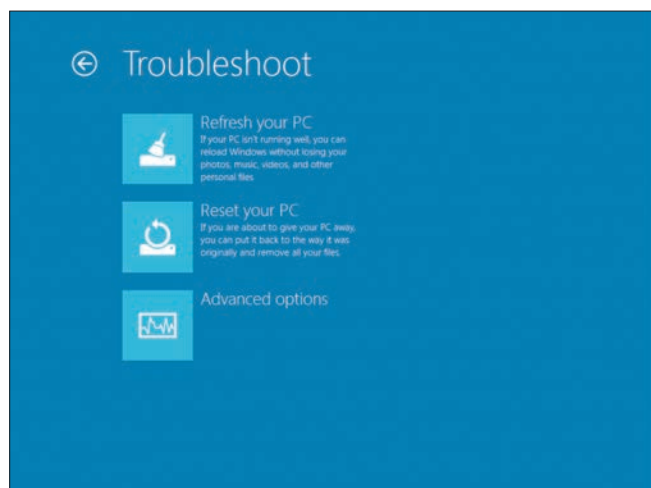 Troubleshoot
Refresh your PC
If your PC isn't running well, you can
reload Windows without losing your
photos, music, videos, and other
personal files.
Reset your PC
If you are about to give your PC away,
you can put it back to the way it was
originally and remove all your files.
Advanced options